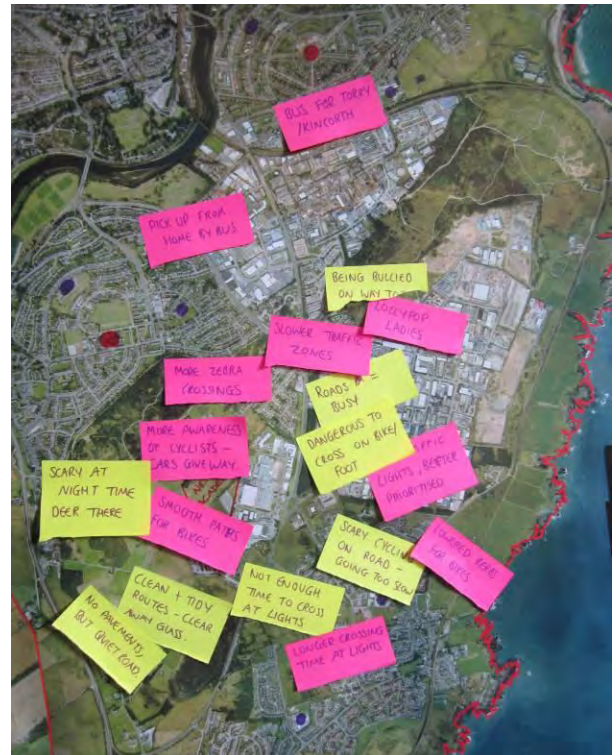 BUS FOR TORRY
/KINCORTH
PICK UP FROM
HOME BY BUS
BEING BULLIED
ON WAY TO
LOLLYPOP
LADIES
SLOWER TRAFFIC
ZONES
MORE ZEBRA
CROSSINGS
ROADS
BUSY
MORE AWARENESS
OF CYCLISTS –
CARS GIVE WAY.
DANGEROUS TO
CROSS ON BIKE/
FOOT
LIGHTS, BETTER
PRIORITISED
SCARY AT
NIGHT TIME
DEER THERE
SMOOTH PATHS
FOR BIKES
SCARY CYCLING
ON ROAD –
GOING TOO SLOW
LOWERED
FOR BIKES
NOT ENOUGH
TIME TO CROSS
AT LIGHTS
CLEAN + TIDY
ROUTES – CLEAR
AWAY GLASS.
NO PAVEMENTS,
BUT QUIET ROAD.
LONGER CROSSING
TIME AT LIGHTS